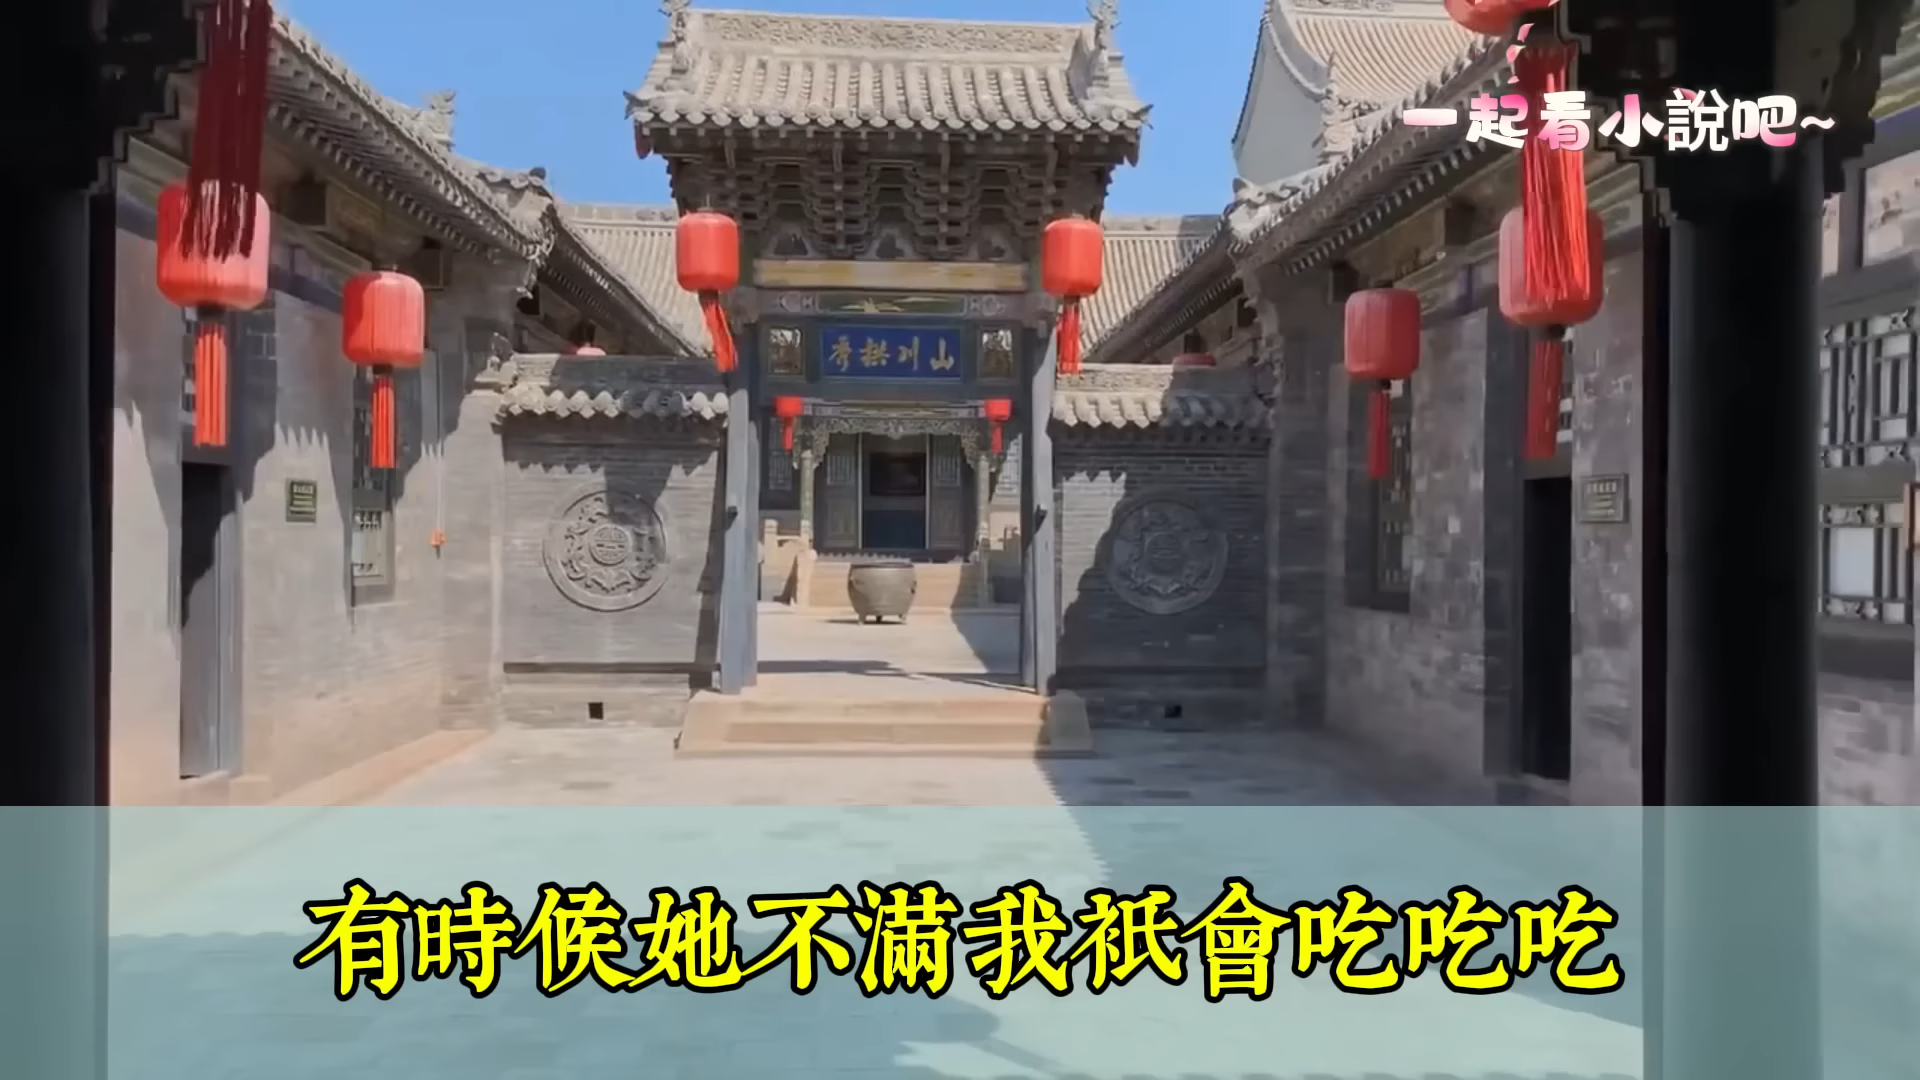 一起看小說吧~
山川拱秀
有時候她不滿我衹會吃吃吃